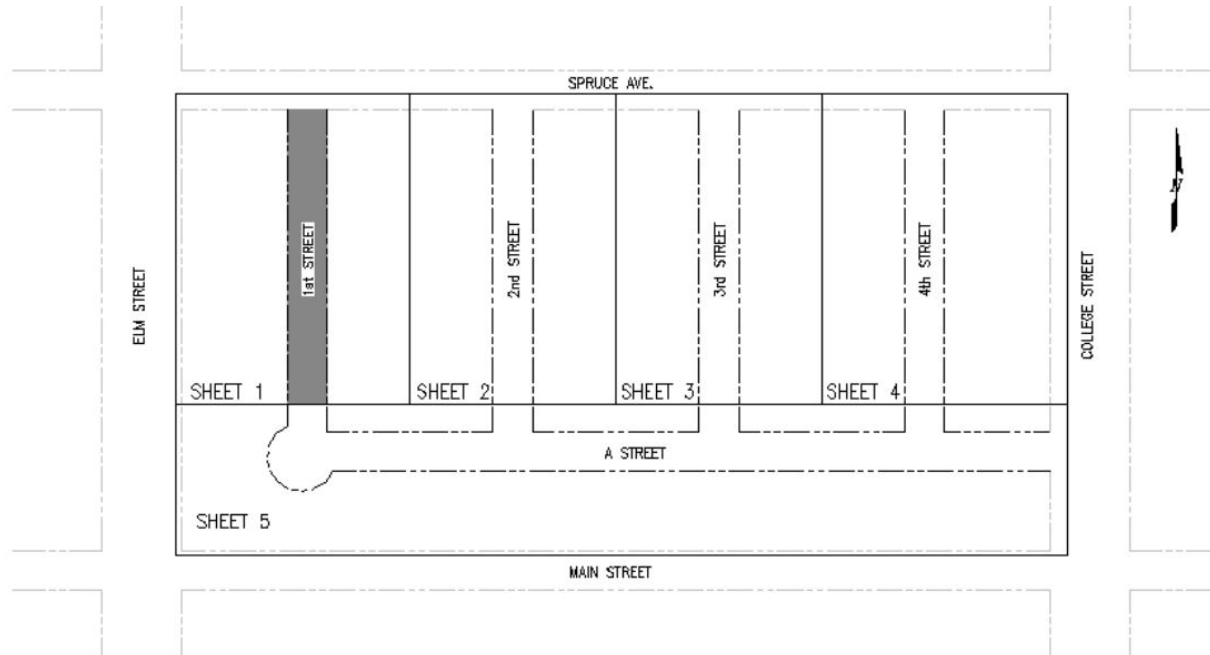 SPRUCE AVE.
ELM STREET
1st STREET
2nd STREET
3rd STREET
4th STREET
COLLEGE STREET
N
SHEET 1
SHEET 2
SHEET 3
SHEET 4
A STREET
SHEET 5
MAIN STREET